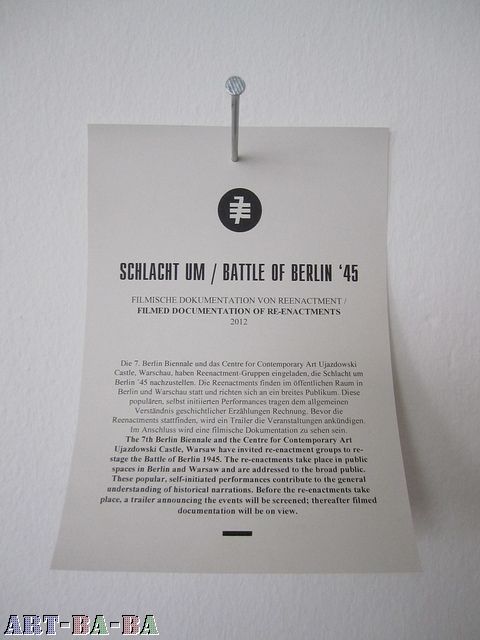 SCHLACHT UM / BATTLE OF BERLIN '45
FILMISCHE DOKUMENTATION VON REENACTMENT /
FILMED DOCUMENTATION OF RE-ENACTMENTS
2012
Die 7. Berlin Biennale und das Centre for Contemporary Art Ujazdowski
Castle, Warschau, haben Reenactment-Gruppen eingeladen, die Schlacht um
Berlin ´45 nachzustellen. Die Reenactments finden im öffentlichen Raum in
Berlin und Warschau statt und richten sich an ein breites Publikum. Diese
populären, selbst initiierten Performances tragen dem allgemeinen
Verständnis geschichtlicher Erzählungen Rechnung. Bevor die
Reenactments stattfinden, wird ein Trailer die Veranstaltungen ankündigen.
Im Anschluss wird eine filmische Dokumentation zu sehen sein.
The 7th Berlin Biennale and the Centre for Contemporary Art
Ujazdowski Castle, Warsaw have invited re-enactment groups to re-
stage the Battle of Berlin 1945. The re-enactments take place in public
spaces in Berlin and Warsaw and are addressed to the broad public.
These popular, self-initiated performances contribute to the general
understanding of historical narrations. Before the re-enactments take
place, a trailer announcing the events will be screened; thereafter filmed
documentation will be on view.
ART-BA-BA